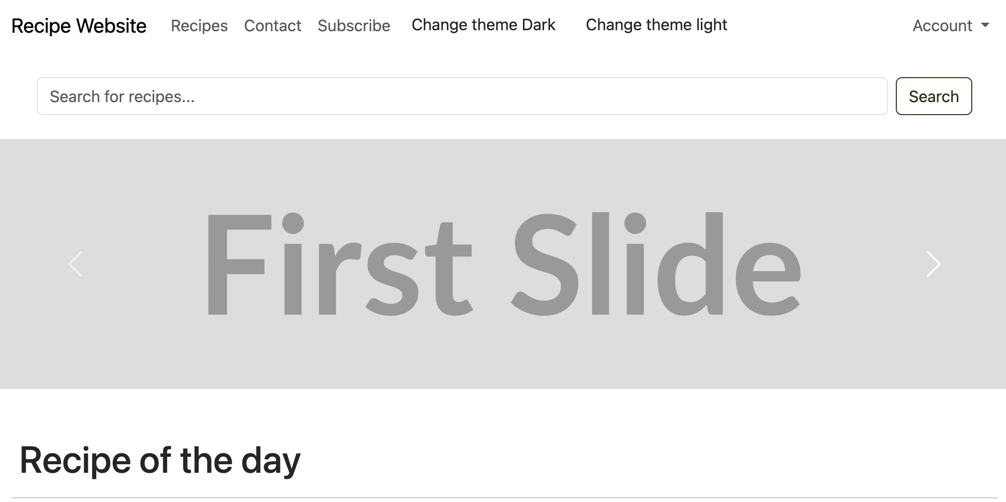 Recipe Website Recipes Contact Subscribe Change theme Dark Change theme light Account
Search for recipes... Search
First Slide
Recipe of the day